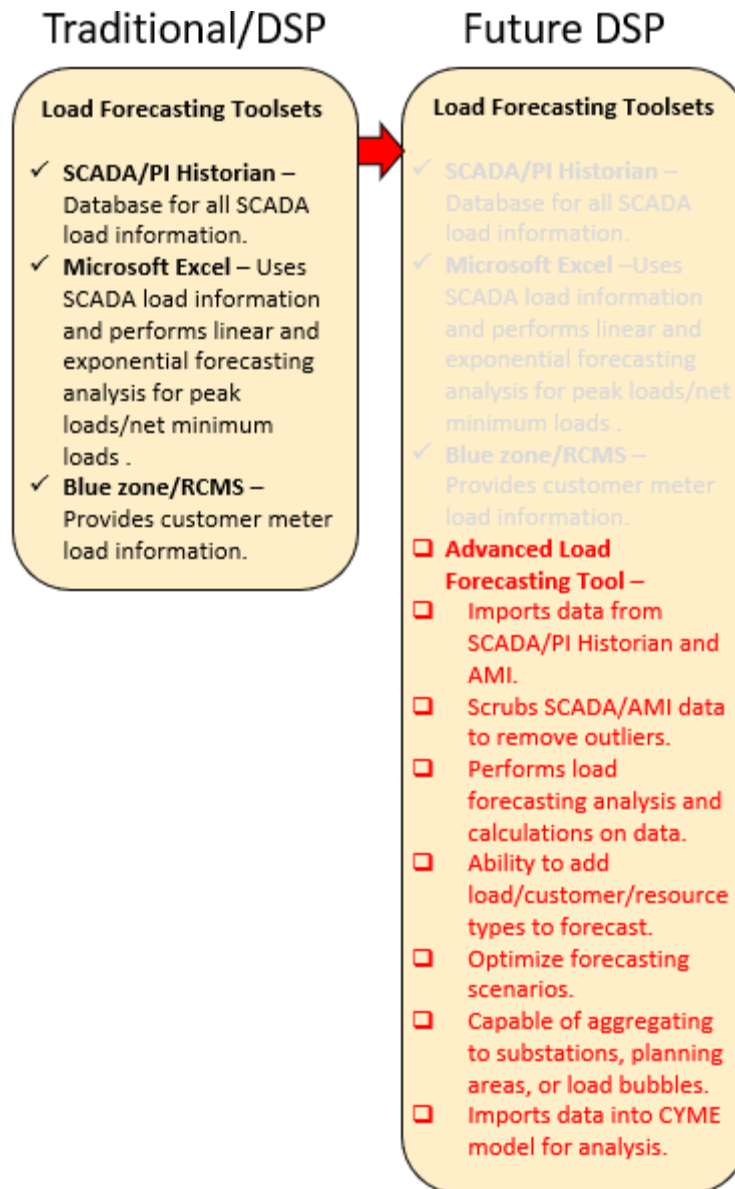 Traditional/DSP
Load Forecasting Toolsets
✓ SCADA/PI Historian –
Database for all SCADA
load information.
✓ Microsoft Excel – Uses
SCADA load information
and performs linear and
exponential forecasting
analysis for peak
loads/net minimum
loads .
✓ Blue zone/RCMS –
Provides customer meter
load information.
Future DSP
Load Forecasting Toolsets
✓ SCADA/PI Historian –
Database for all SCADA
load information.
✓ Microsoft Excel –Uses
SCADA load information
and performs linear and
exponential forecasting
analysis for peak loads/net
minimum loads .
✓ Blue zone/RCMS –
Provides customer meter
load information.
❑ Advanced Load
Forecasting Tool –
❑ Imports data from
SCADA/PI Historian and
AMI.
❑ Scrubs SCADA/AMI data
to remove outliers.
❑ Performs load
forecasting analysis and
calculations on data.
❑ Ability to add
load/customer/resource
types to forecast.
❑ Optimize forecasting
scenarios.
❑ Capable of aggregating
to substations, planning
areas, or load bubbles.
❑ Imports data into CYME
model for analysis.